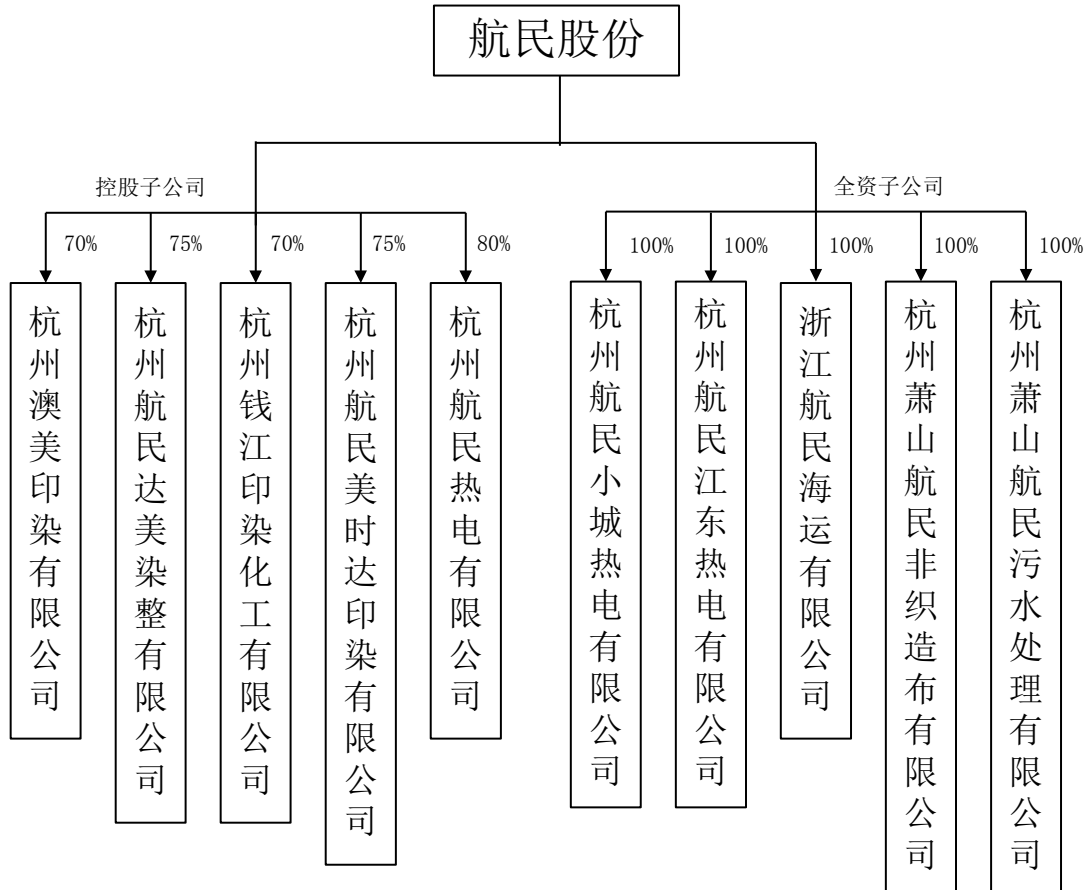 航民股份
控股子公司
全资子公司
70%
75%
70%
75%
80%
100%
100%
100%
100%
100%
杭州澳美印染有限公司
杭州航民达美染整有限公司
杭州钱江印染化工有限公司
杭州航民美时达印染有限公司
杭州航民热电有限公司
杭州航民小城热电有限公司
杭州航民江东热电有限公司
浙江航民海运有限公司
杭州萧山航民非织造布有限公司
杭州萧山航民污水处理有限公司